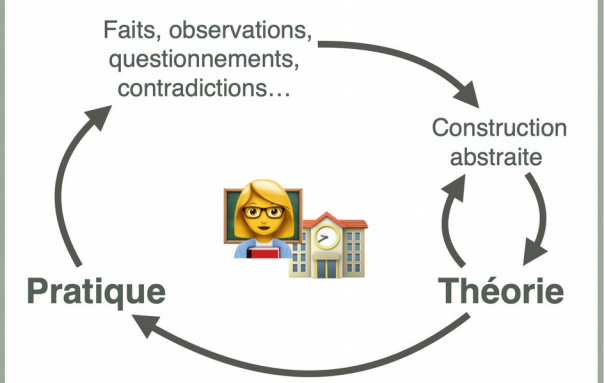 Faits, observations,
questionnements,
contradictions…
Construction
abstraite
Pratique
Théorie